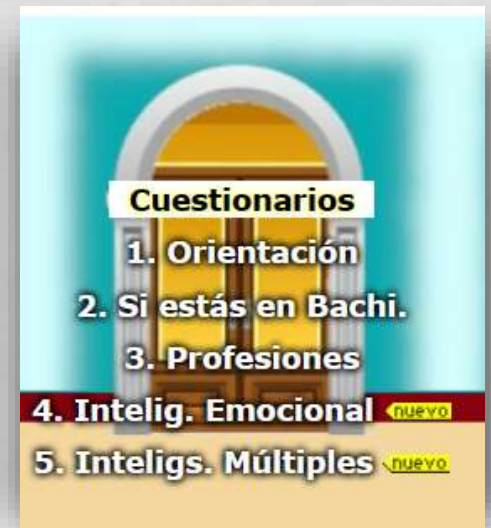 Cuestionarios
1. Orientación
2. Si estás en Bachi.
3. Profesiones
4. Intelig. Emocional nuevo
5. Inteligs. Múltiples nuevo